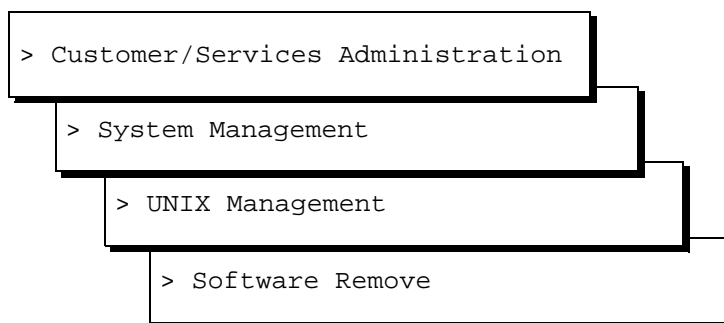 > Customer/Services Administration
> System Management
> UNIX Management
> Software Remove